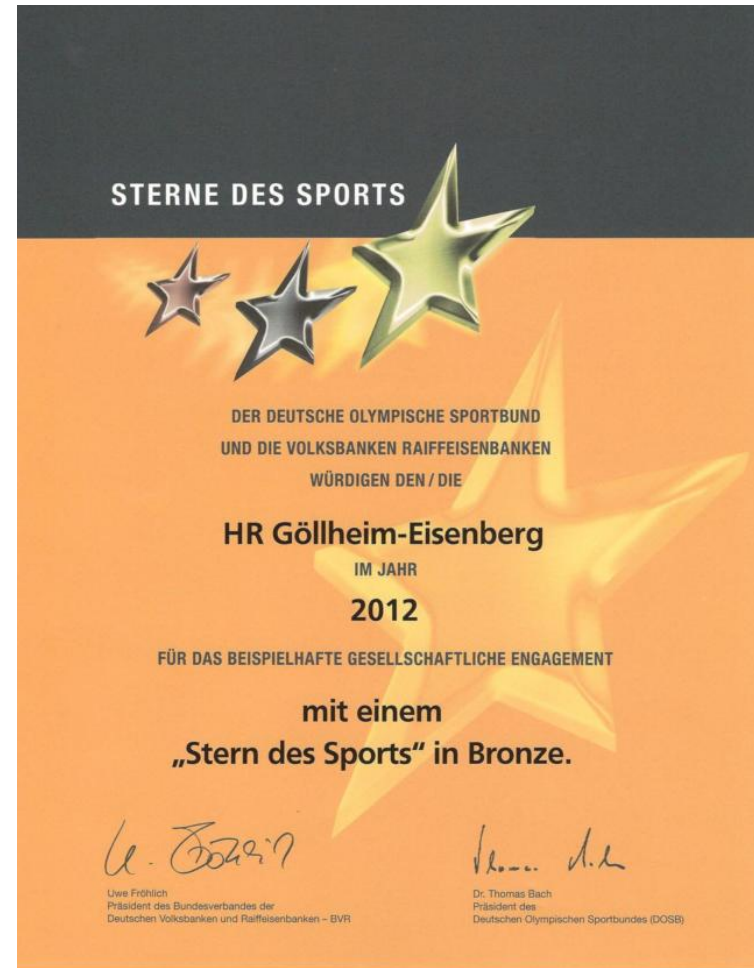 STERNE DES SPORTS
DER DEUTSCHE OLYMPISCHE SPORTBUND
UND DIE VOLKSBANKEN RAIFFEISENBANKEN
WÜRDIGEN DEN / DIE
HR Göllheim-Eisenberg
IM JAHR
2012
FÜR DAS BEISPIELHAFTE GESELLSCHAFTLICHE ENGAGEMENT
mit einem
„Stern des Sports“ in Bronze.
Uwe Fröhlich
Präsident des Bundesverbandes der
Deutschen Volksbanken und Raiffeisenbanken – BVR
Dr. Thomas Bach
Präsident des
Deutschen Olympischen Sportbundes (DOSB)